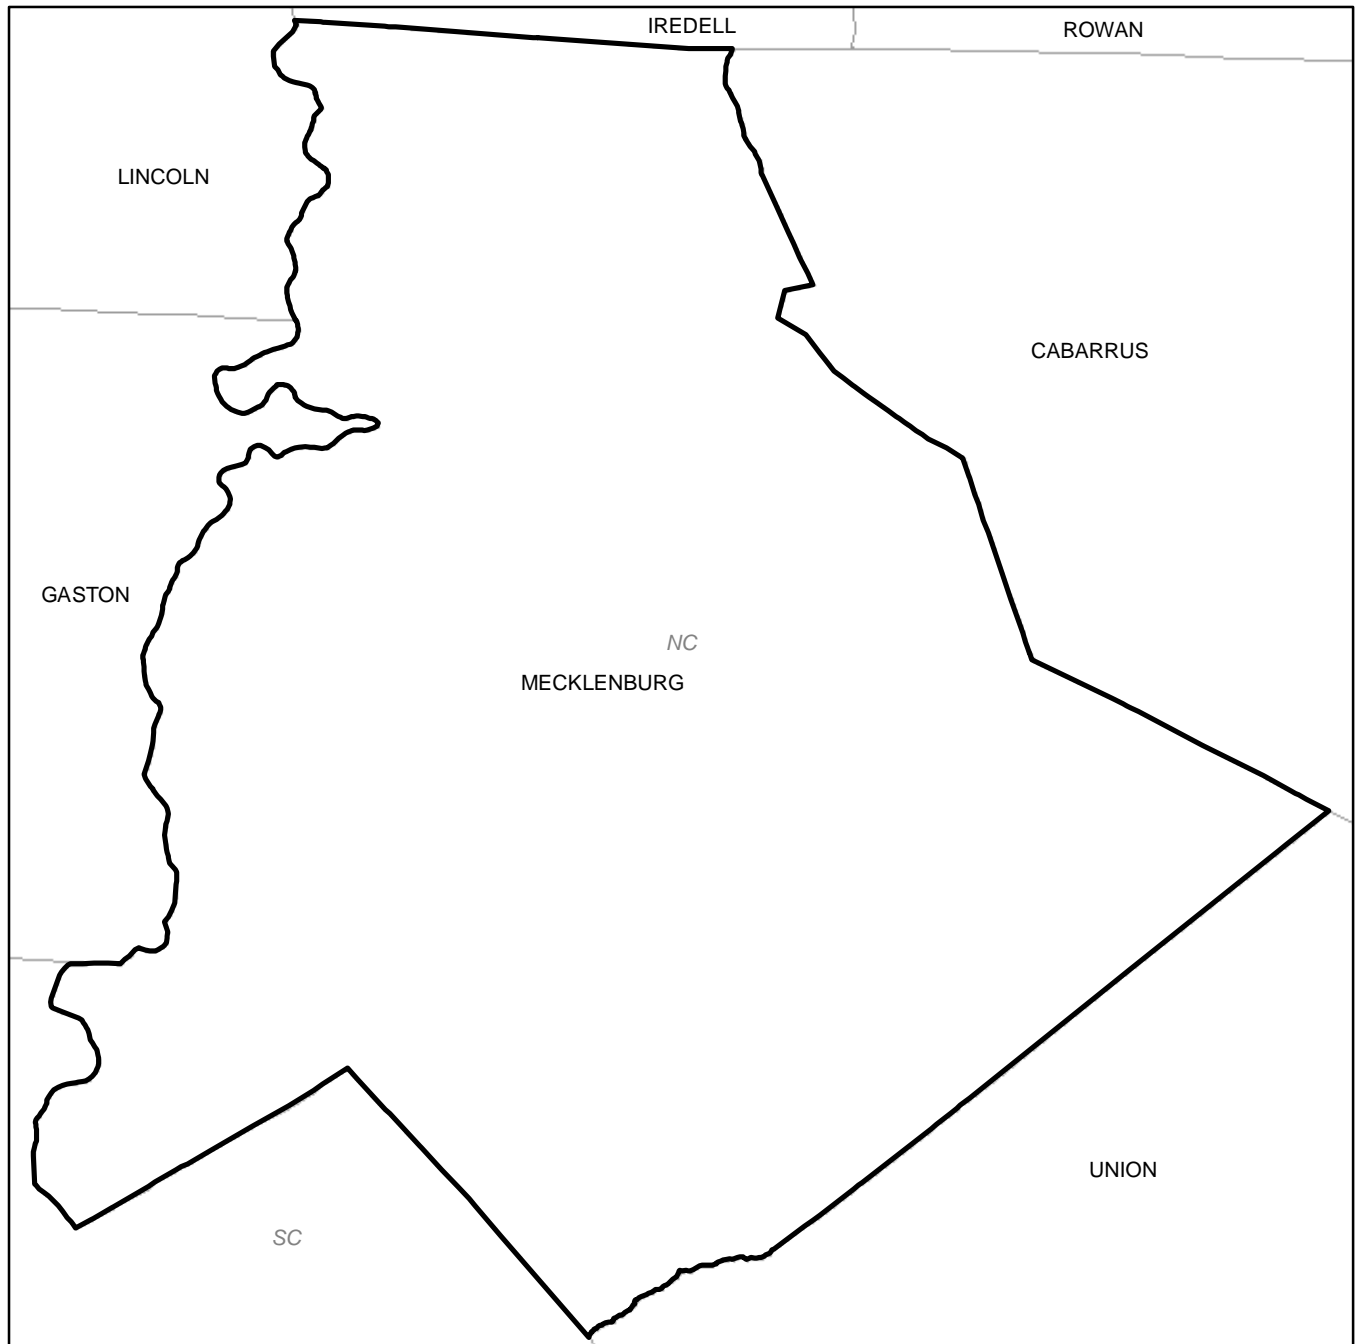 IREDELL
ROWAN
LINCOLN
CABARRUS
GASTON
NC
MECKLENBURG
UNION
SC